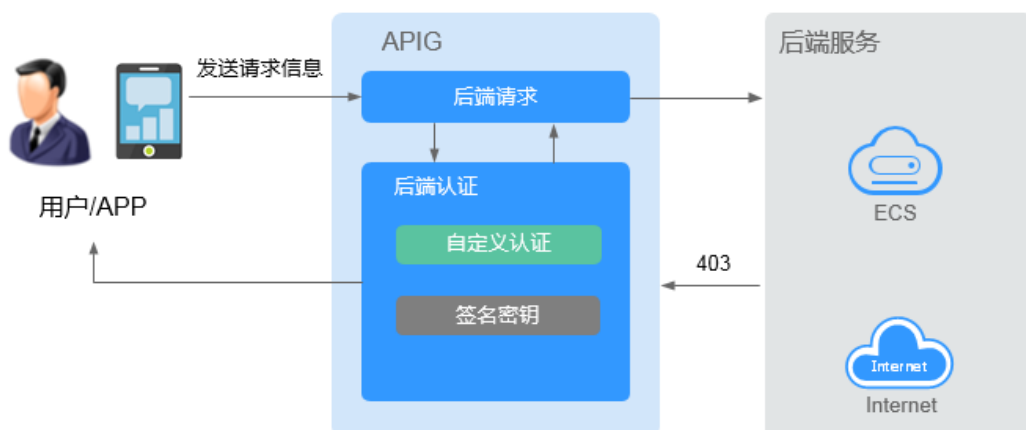 APIG
后端服务
发送请求信息
后端请求
后端认证
用户/APP
ECS
自定义认证
403
签名密钥
Internet
Internet